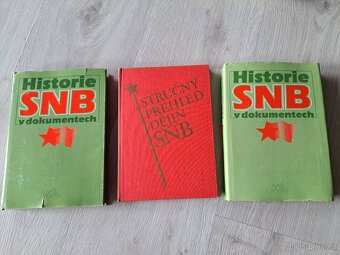 Historie
SNB
v dokumentech
STRUČNÝ
PŘEHLED
DĚJIN
SNB
Historie
SNB
v dokumentech